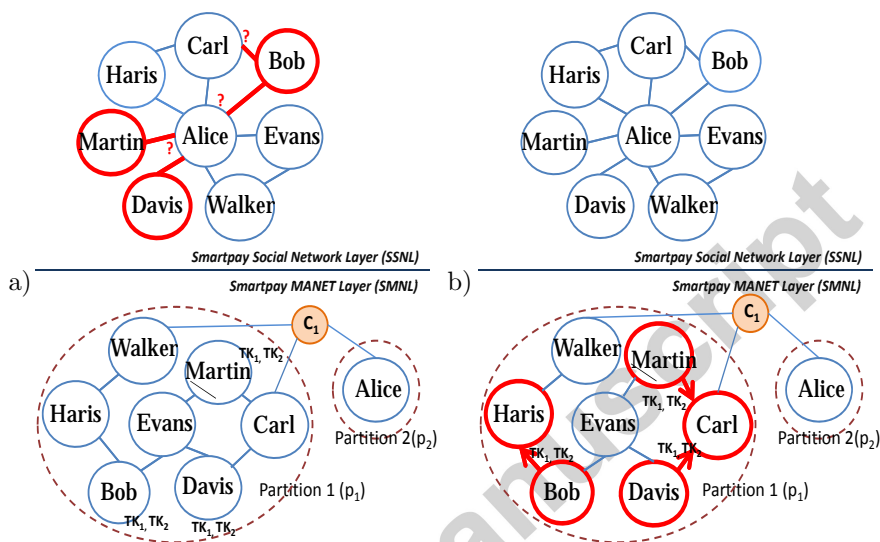 Carl
?
Bob
Haris
?
Martin
Alice
Evans
?
Davis
Walker
Smartpay Social Network Layer (SSNL)
a)
Smartpay MANET Layer (SMNL)
C1
Walker
Martin
TK1, TK2
Alice
Haris
Evans
Carl
Partition 2(p2)
Bob
Davis
Partition 1 (p1)
TK1, TK2
TK1, TK2
Carl
Bob
Haris
Martin
Alice
Evans
Davis
Walker
Smartpay Social Network Layer (SSNL)
b)
Smartpay MANET Layer (SMNL)
C1
Walker
Martin
Alice
TK1, TK2
Haris
Evans
Carl
Partition 2(p2)
TK1, TK2
TK1, TK2
Bob
Davis
Partition 1 (p1)
anuscript